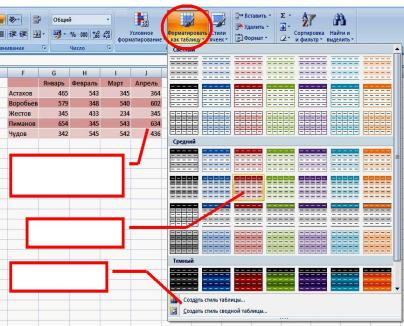 Общий
% 000
Условное форматирование
Форматировать как таблицу
Стили ячеек
Вставить
Удалить
Формат
Σ
Сортировка и фильтр
Найти и выделить
Число
Светлый
F G H I J
Январь Февраль Март Апрель
Астахов 465 543 345 364
Воробьев 579 348 540 602
Жестов 345 433 234 345
Пиманов 654 345 543 634
Чудов 342 545 542 436
Средний
Темный
Создать стиль таблицы...
Создать стиль сводной таблицы...